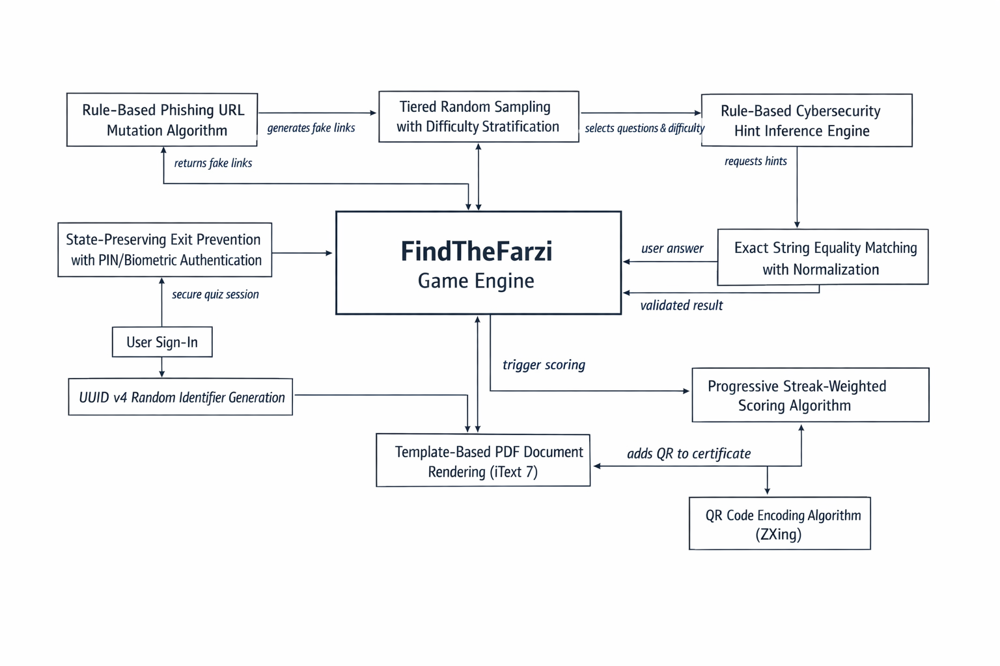 Rule-Based Phishing URL
Mutation Algorithm
generates fake links
Tiered Random Sampling
with Difficulty Stratification
selects questions & difficulty
Rule-Based Cybersecurity
Hint Inference Engine
returns fake links
requests hints
State-Preserving Exit Prevention
with PIN/Biometric Authentication
FindTheFarzi
Game Engine
user answer
Exact String Equality Matching
with Normalization
validated result
secure quiz session
User Sign-In
UUID v4 Random Identifier Generation
trigger scoring
Progressive Streak-Weighted
Scoring Algorithm
Template-Based PDF Document
Rendering (iText 7)
adds QR to certificate
QR Code Encoding Algorithm
(ZXing)